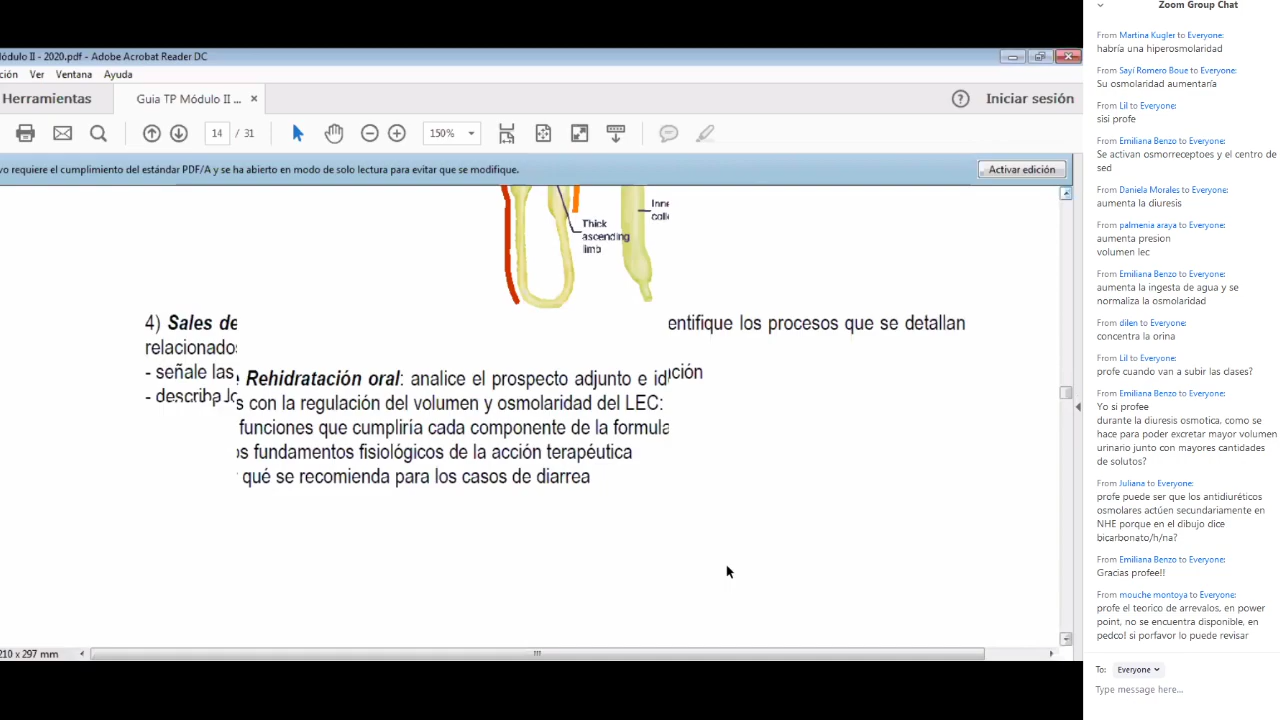 ódulo II - 2020.pdf - Adobe Acrobat Reader DC
ción Ver Ventana Ayuda
Herramientas
Guia TP Módulo II ... ×
Iniciar sesión
14 / 31
150%
vo requiere el cumplimiento del estándar PDF/A y se ha abierto en modo de solo lectura para evitar que se modifique.
Activar edición
Thick
ascending
limb
Inne
colle
4) Sales de
entifique los procesos que se detallan
relacionados
- señale las
ción
- describa lo
Rehidratación oral: analice el prospecto adjunto e id
s con la regulación del volumen y osmolaridad del LEC:
funciones que cumpliría cada componente de la formula
os fundamentos fisiológicos de la acción terapéutica
qué se recomienda para los casos de diarrea
210 x 297 mm
Zoom Group Chat
From Martina Kugler to Everyone:
habría una hiperosmolaridad
From Sayi Romero Boue to Everyone:
Su osmolaridad aumentaría
From Lil to Everyone:
sisi profe
From Emiliana Benzo to Everyone:
Se activan osmorreceptoes y el centro de
sed
From Daniela Morales to Everyone:
aumenta la diuresis
From palmenia araya to Everyone:
aumenta presion
volumen lec
From Emiliana Benzo to Everyone:
aumenta la ingesta de agua y se
normaliza la osmolaridad
From dilen to Everyone:
concentra la orina
From Lil to Everyone:
profe cuando van a subir las clases?
From Emiliana Benzo to Everyone:
Yo si profee
durante la diuresis osmotica, como se
hace para poder excretar mayor volumen
urinario junto con mayores cantidades
de solutos?
From Juliana to Everyone:
profe puede ser que los antidiuréticos
osmolares actúen secundariamente en
NHE porque en el dibujo dice
bicarbonato/h/na?
From Emiliana Benzo to Everyone:
Gracias profee!!
From mouche montoya to Everyone:
profe el teorico de arrevalos, en power
point, no se encuentra disponible, en
pedco! si porfavor lo puede revisar
To: Everyone
Type message here...